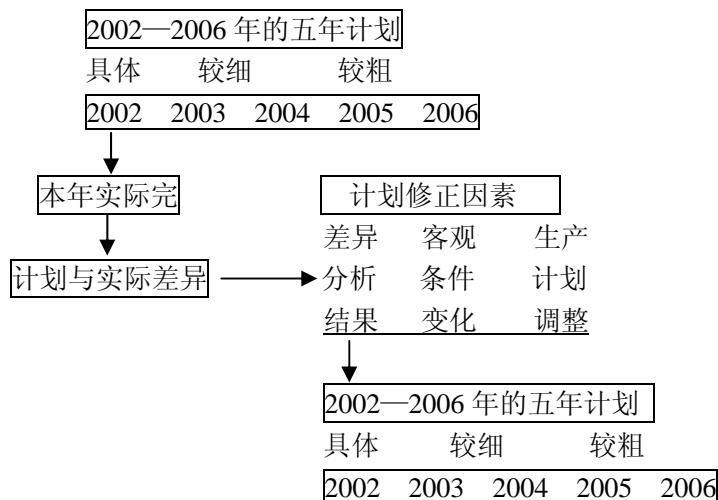 2002—2006 年的五年计划
具体 较细 较粗
2002 2003 2004 2005 2006
本年实际完
计划修正因素
差异 客观 生产
计划与实际差异
分析 条件 计划
结果 变化 调整
2002—2006 年的五年计划
具体 较细 较粗
2002 2003 2004 2005 2006